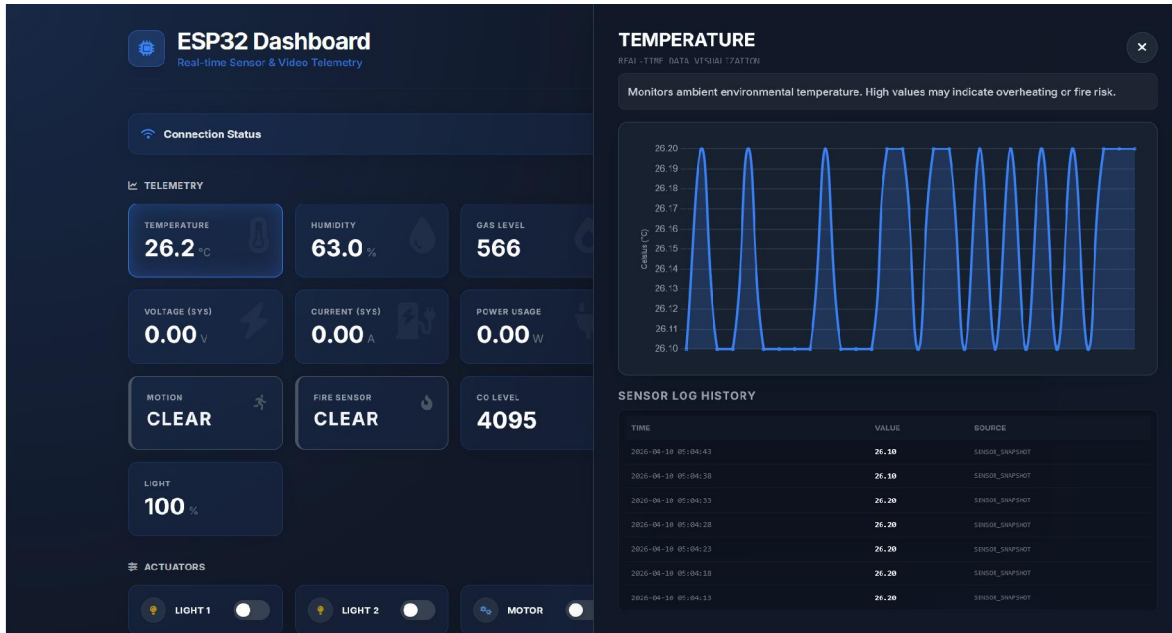 ESP32 Dashboard
Real-time Sensor & Video Telemetry
Connection Status
TELEMETRY
TEMPERATURE
26.2 °C
HUMIDITY
63.0 %
GAS LEVEL
566
VOLTAGE (SYS)
0.00 V
CURRENT (SYS)
0.00 A
POWER USAGE
0.00 W
MOTION
CLEAR
FIRE SENSOR
CLEAR
CO LEVEL
4095
LIGHT
100 %
ACTUATORS
LIGHT 1
LIGHT 2
MOTOR
TEMPERATURE
REAL-TIME DATA VISUALIZATION
Monitors ambient environmental temperature. High values may indicate overheating or fire risk.
Celsius (°C)
26.20
26.19
26.18
26.17
26.16
26.15
26.14
26.13
26.12
26.11
26.10
SENSOR LOG HISTORY
TIME VALUE SOURCE
2026-04-10 05:04:43 26.10 SENSOR_SNAPSHOT
2026-04-10 05:04:38 26.10 SENSOR_SNAPSHOT
2026-04-10 05:04:33 26.20 SENSOR_SNAPSHOT
2026-04-10 05:04:28 26.20 SENSOR_SNAPSHOT
2026-04-10 05:04:23 26.20 SENSOR_SNAPSHOT
2026-04-10 05:04:18 26.20 SENSOR_SNAPSHOT
2026-04-10 05:04:13 26.20 SENSOR_SNAPSHOT